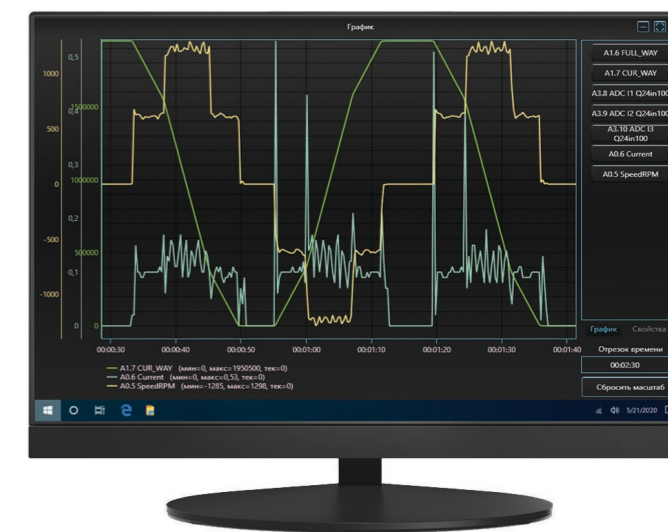 График
1000
500
0
-500
-1000
0,5
0,4
0,3
0,2
0,1
0
1500000
1000000
500000
0
00:00:30
00:00:40
00:00:50
00:01:00
00:01:10
00:01:20
00:01:30
00:01:40
A1.7 CUR_WAY (мин=0, макс=1950500, тек=0)
A0.6 Current (мин=0, макс=0,53, тек=0)
A0.5 SpeedRPM (мин=-1285, макс=1298, тек=0)
A1.6 FULL_WAY
A1.7 CUR_WAY
A3.8 ADC I1 Q24in100
A3.9 ADC I2 Q24in100
A3.10 ADC I3
Q24in100
A0.6 Current
A0.5 SpeedRPM
График Свойства
Отрезок времени
00:02:30
Сбросить масштаб
5/21/2020